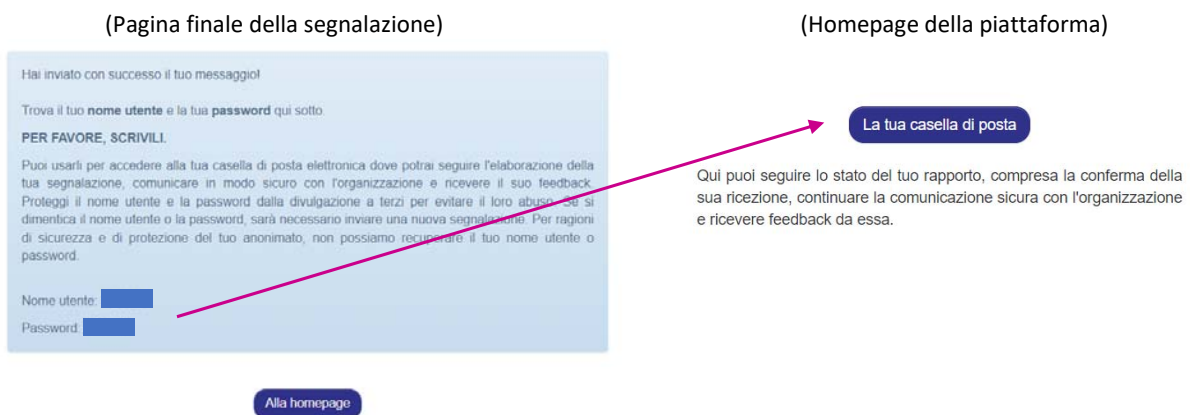 (Pagina finale della segnalazione)
Hai inviato con successo il tuo messaggio!
Trova il tuo nome utente e la tua password qui sotto.
PER FAVORE, SCRIVILI.
Puoi usarli per accedere alla tua casella di posta elettronica dove potrai seguire l'elaborazione della
tua segnalazione, comunicare in modo sicuro con l'organizzazione e ricevere il suo feedback.
Proteggi il nome utente e la password dalla divulgazione a terzi per evitare il loro abuso. Se si
dimentica il nome utente o la password, sarà necessario inviare una nuova segnalazione. Per ragioni
di sicurezza e di protezione del tuo anonimato, non possiamo recuperare il tuo nome utente o
password.
Nome utente:
Password:
Alla homepage
(Homepage della piattaforma)
La tua casella di posta
Qui puoi seguire lo stato del tuo rapporto, compresa la conferma della
sua ricezione, continuare la comunicazione sicura con l'organizzazione
e ricevere feedback da essa.